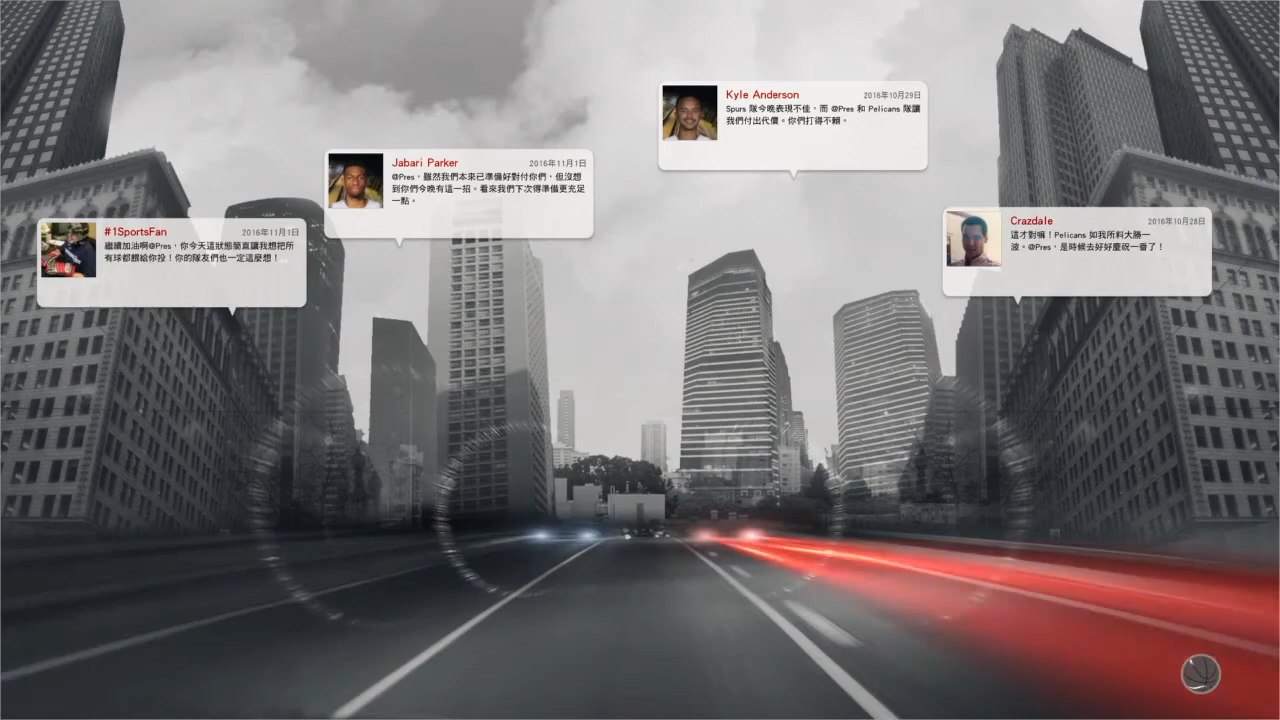 #1SportsFan 2016年11月1日
繼續加油啊@Pres，你今天這狀態簡直讓我想把所
有球都餵給你投！你的隊友們也一定這麼想！
Jabari Parker 2016年11月1日
@Pres，雖然我們本來已準備好對付你們，但沒想
到你們今晚有這一招。看來我們下次得準備更充足
一點。
Kyle Anderson 2016年10月29日
Spurs 隊今晚表現不佳，而 @Pres 和 Pelicans 隊讓
我們付出代價。你們打得不賴。
Crazdale 2016年10月28日
這才對嘛！Pelicans 如我所料大勝一
波。@Pres，是時候去好好慶祝一番了！